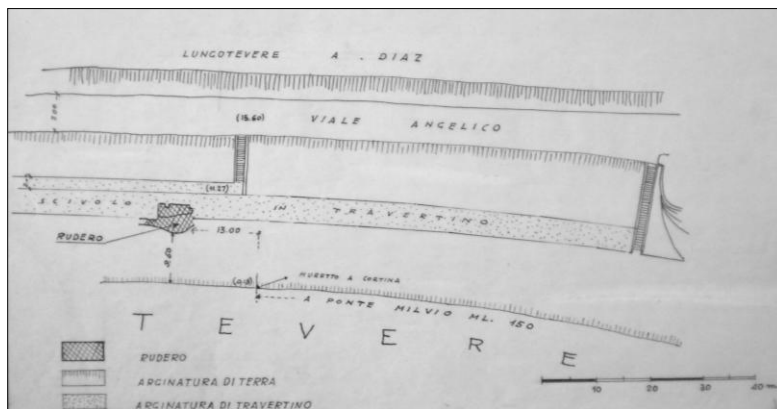 LUNGOTEVERE A. DIAZ
(15.60) VIALE ANGELICO
SCIVOLO IN TRAVERTINO
RUDERO
13.00
MURETTO A CORTINA
A PONTE MILVIO ML. 150
TEVERE
RUDERO
ARGINATURA DI TERRA
ARGINATURA DI TRAVERTINO
10 20 30 40 m